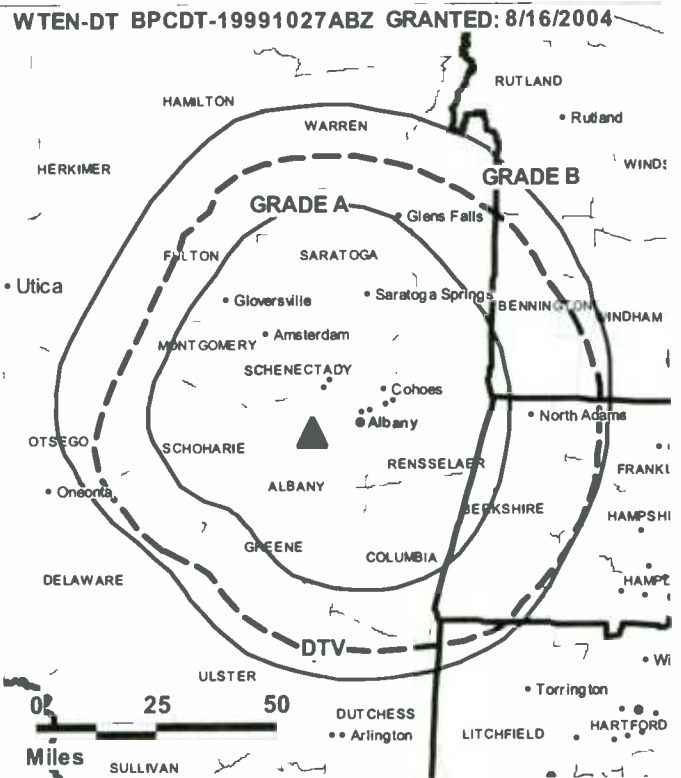 WTEN-DT BPCDT-19991027ABZ GRANTED: 8/16/2004
RUTLAND
HAMILTON
Rutland
WARREN
HERKIMER
WINDS
GRADE B
GRADE A
Glens Falls
FULTON
SARATOGA
Utica
Gloversville
Saratoga Springs
BENNINGTON
WINDHAM
Amsterdam
MONTGOMERY
SCHENECTADY
Cohoes
Albany
North Adams
OTSEGO
SCHOHARIE
RENSSELAER
FRANKL
Oneonta
ALBANY
BERKSHIRE
HAMPSHI
GREENE
COLUMBIA
DELAWARE
HAMPD
DTV
ULSTER
Wi
Torrington
0 25 50
DUTCHESS
HARTFORD
Arlington
LITCHFIELD
Miles
SULLIVAN